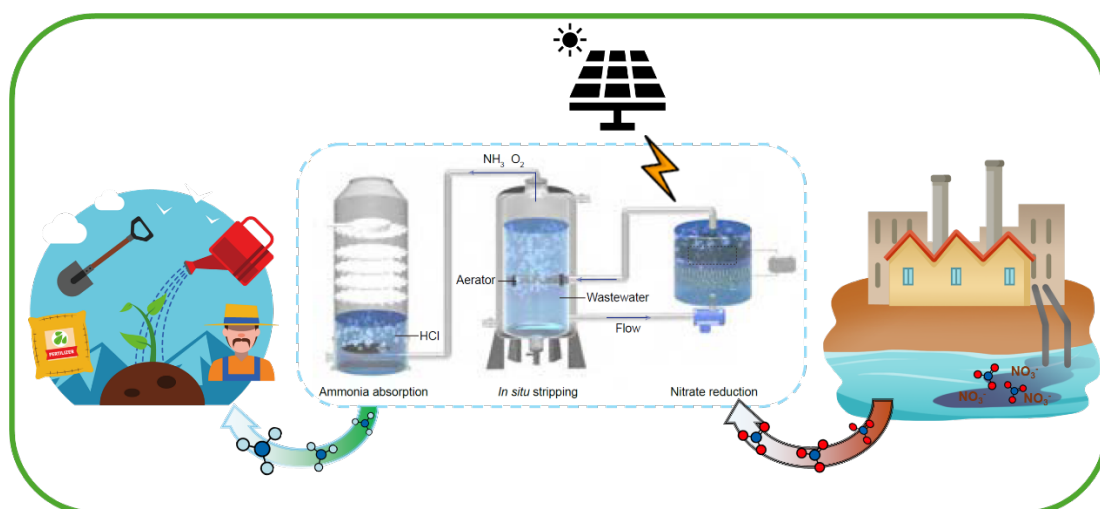 NH3 O2
Aerator
Wastewater
HCl
Flow
FERTILIZER
Ammonia absorption
In situ stripping
Nitrate reduction
NO3-
NO3-
NO3-